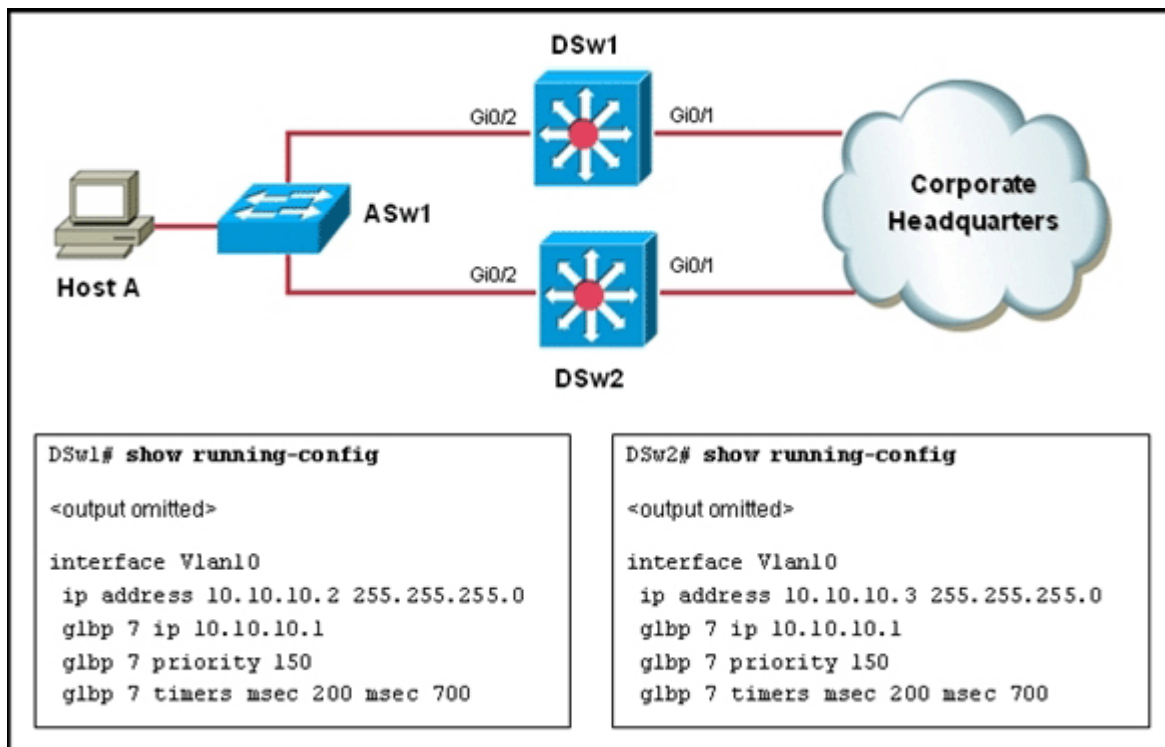 DSw1
Gi0/2
Gi0/1
Corporate
Headquarters
ASw1
Host A
Gi0/2
Gi0/1
DSw2
DSw1# show running-config
<output omitted>
interface Vlan10
ip address 10.10.10.2 255.255.255.0
glbp 7 ip 10.10.10.1
glbp 7 priority 150
glbp 7 timers msec 200 msec 700
DSw2# show running-config
<output omitted>
interface Vlan10
ip address 10.10.10.3 255.255.255.0
glbp 7 ip 10.10.10.1
glbp 7 priority 150
glbp 7 timers msec 200 msec 700